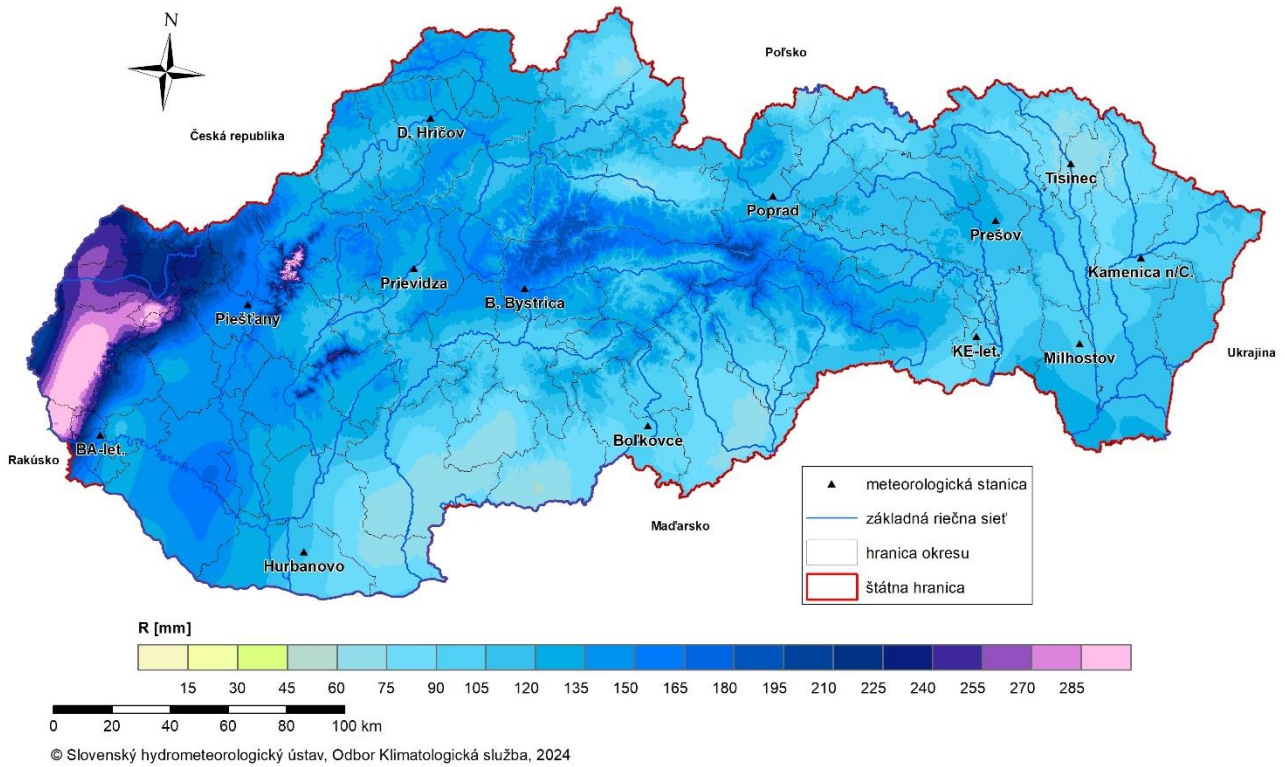 N
Poľsko
Česká republika
D. Hričov
Tisinec
Poprad
Prešov
Kamenica n/C.
Prievidza
B. Bystrica
Piešťany
KE-let.
Milhostov
Ukrajina
Boľkovce
BA-let.
Rakúsko
meteorologická stanica
základná riečna sieť
Maďarsko
hranica okresu
Hurbanovo
štátna hranica
R [mm]
15 30 45 60 75 90 105 120 135 150 165 180 195 210 225 240 255 270 285
0 20 40 60 80 100 km
© Slovenský hydrometeorologický ústav, Odbor Klimatologická služba, 2024